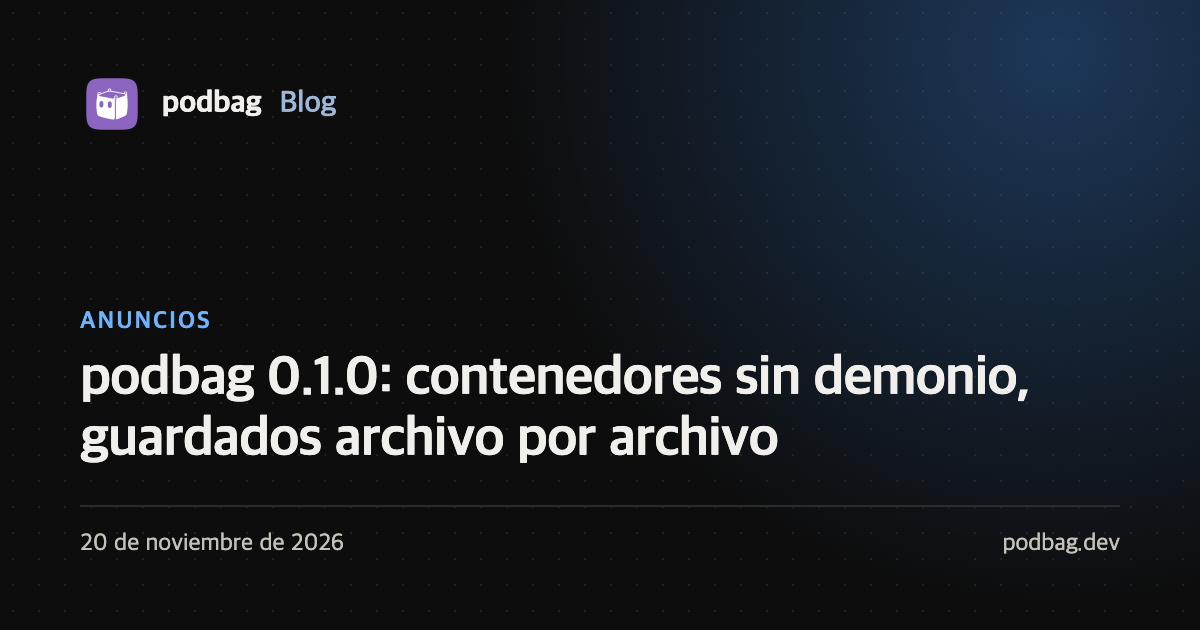 podbag Blog
ANUNCIOS
podbag 0.1.0: contenedores sin demonio,
guardados archivo por archivo
20 de noviembre de 2026
podbag.dev